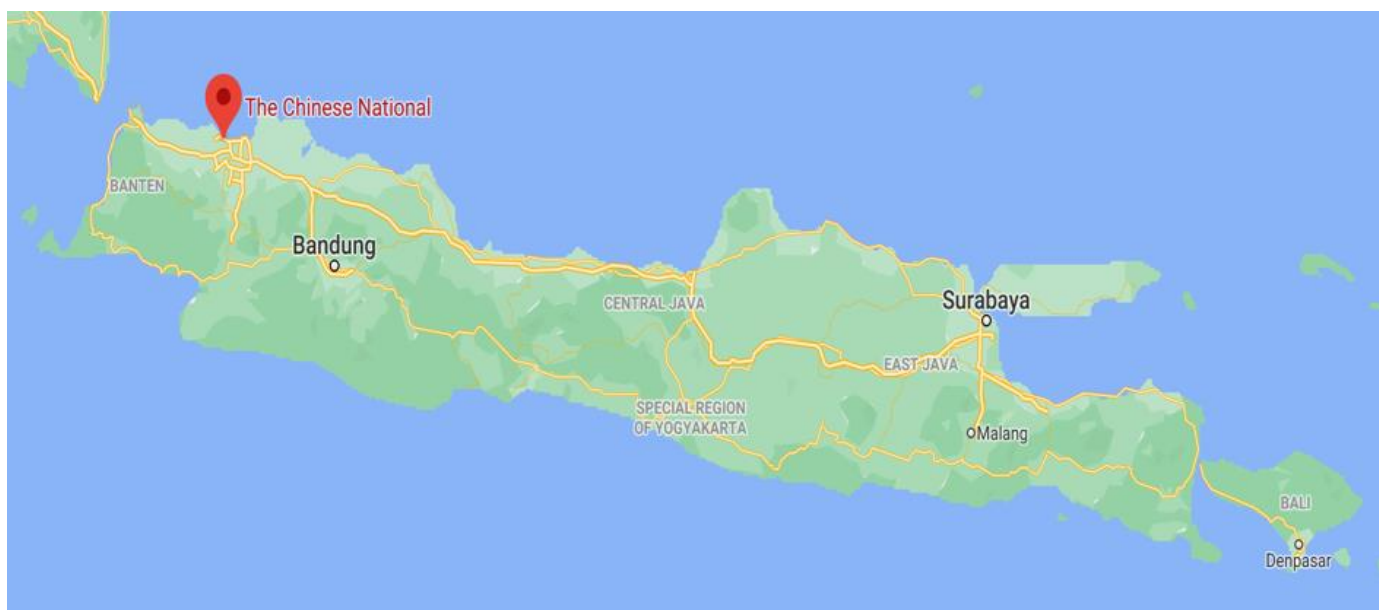 The Chinese National
BANTEN
Bandung
CENTRAL JAVA
Surabaya
EAST JAVA
SPECIAL REGION
OF YOGYAKARTA
Malang
BALI
Denpasar